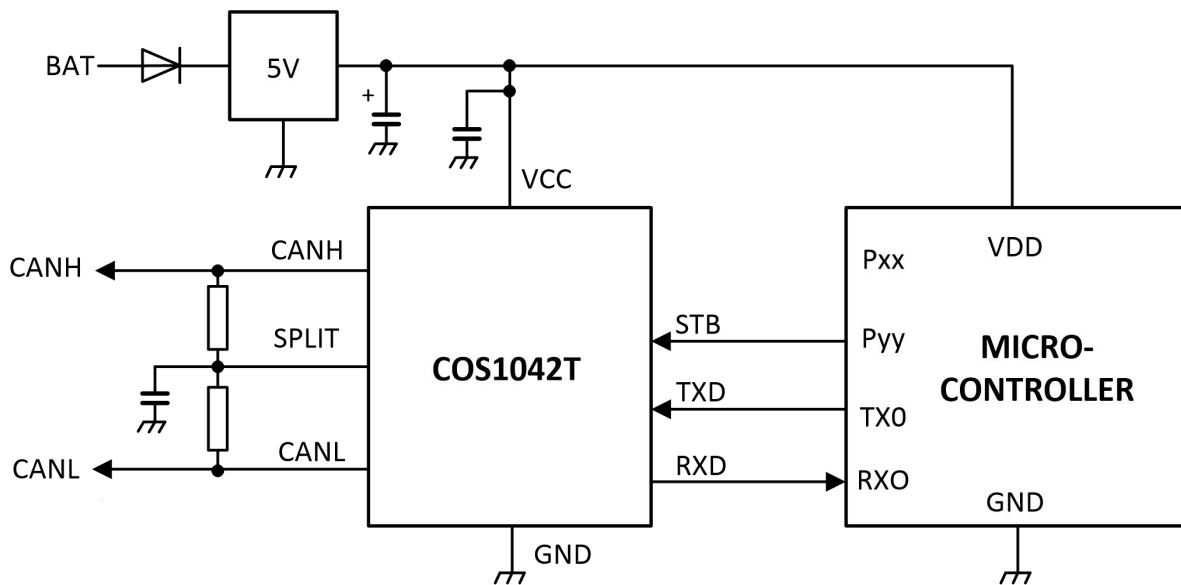 BAT
5V
+
VCC
CANH
CANH
SPLIT
CANL
CANL
COS1042T
GND
STB
TXD
RXD
Pxx
VDD
Pyy
MICRO-
CONTROLLER
TX0
RXO
GND